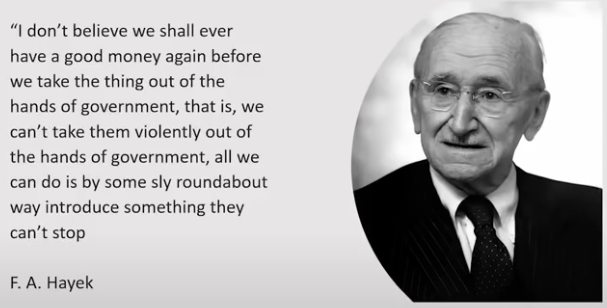 “I don’t believe we shall ever
have a good money again before
we take the thing out of the
hands of government, that is, we
can’t take them violently out of
the hands of government, all we
can do is by some sly roundabout
way introduce something they
can’t stop
F. A. Hayek